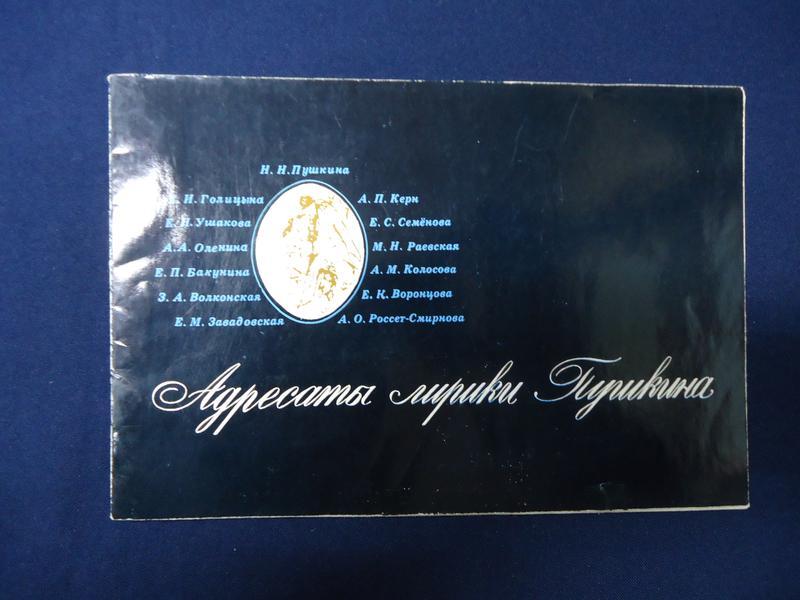 Н. Н. Пушкина
И. Голицына
А. П. Керн
Е. Н. Ушакова
Е. С. Семёнова
А. А. Оленина
М. Н. Раевская
Е. П. Бакунина
А. М. Колосова
З. А. Волконская
Е. К. Воронцова
Е. М. Завадовская
А. О. Россет-Смирнова
Адресаты лирики Пушкина